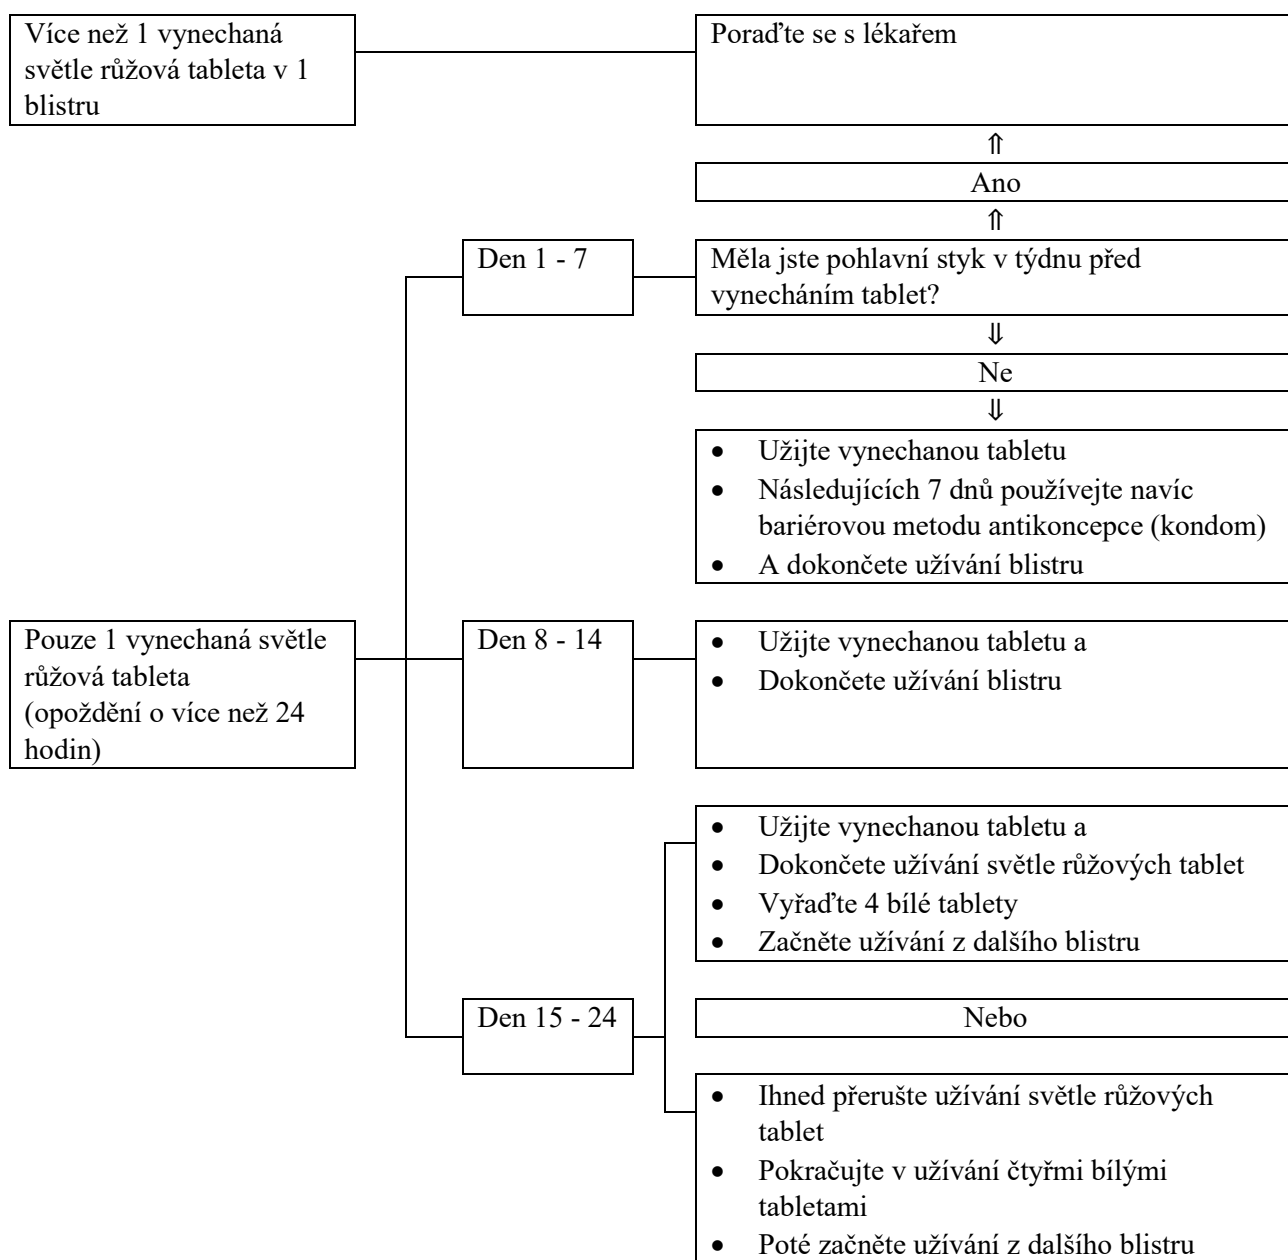 Více než 1 vynechaná
světle růžová tableta v 1
blistru
Poraďte se s lékařem
⇑
Ano
⇑
Den 1 - 7
Měla jste pohlavní styk v týdnu před
vynecháním tablet?
⇓
Ne
⇓
• Užijte vynechanou tabletu
• Následujících 7 dnů používejte navíc
bariérovou metodu antikoncepce (kondom)
• A dokončete užívání blistru
Pouze 1 vynechaná světle
růžová tableta
(opoždění o více než 24
hodin)
Den 8 - 14
• Užijte vynechanou tabletu a
• Dokončete užívání blistru
• Užijte vynechanou tabletu a
• Dokončete užívání světle růžových tablet
• Vyřaďte 4 bílé tablety
• Začněte užívání z dalšího blistru
Den 15 - 24
Nebo
• Ihned přerušte užívání světle růžových
tablet
• Pokračujte v užívání čtyřmi bílými
tabletami
• Poté začněte užívání z dalšího blistru